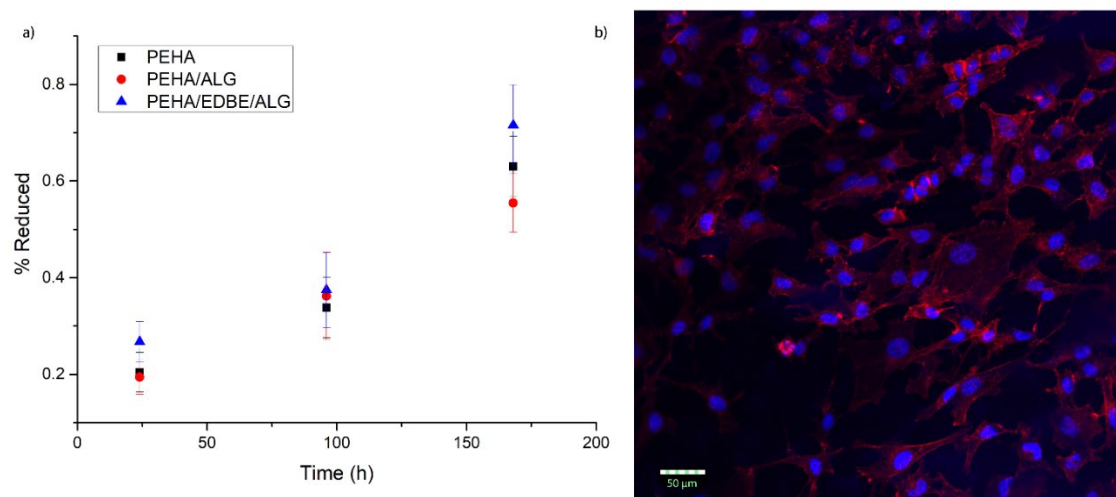 a)
PEHA
PEHA/ALG
PEHA/EDBE/ALG
% Reduced
0.8
0.6
0.4
0.2
0 50 100 150 200
Time (h)
b)
50 µm